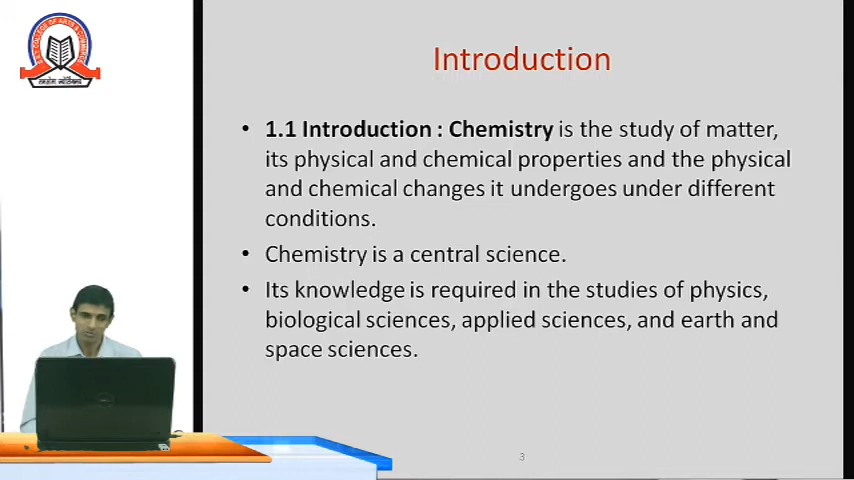 Introduction
• 1.1 Introduction : Chemistry is the study of matter,
its physical and chemical properties and the physical
and chemical changes it undergoes under different
conditions.
• Chemistry is a central science.
• Its knowledge is required in the studies of physics,
biological sciences, applied sciences, and earth and
space sciences.
3